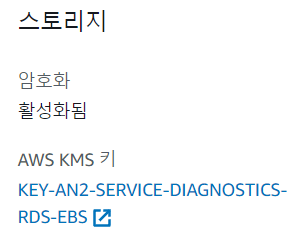 스토리지
암호화
활성화됨
AWS KMS 키
KEY-AN2-SERVICE-DIAGNOSTICS-
RDS-EBS